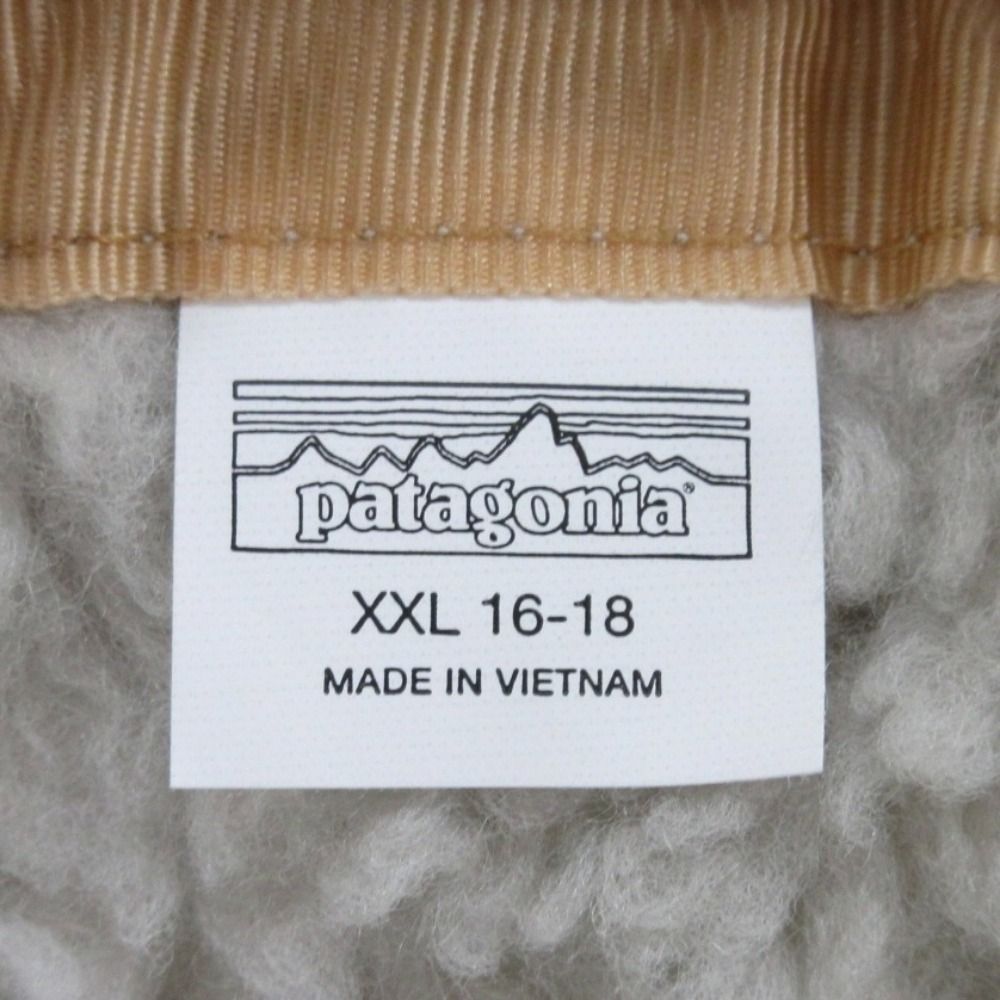 patagonia®
XXL 16-18
MADE IN VIETNAM